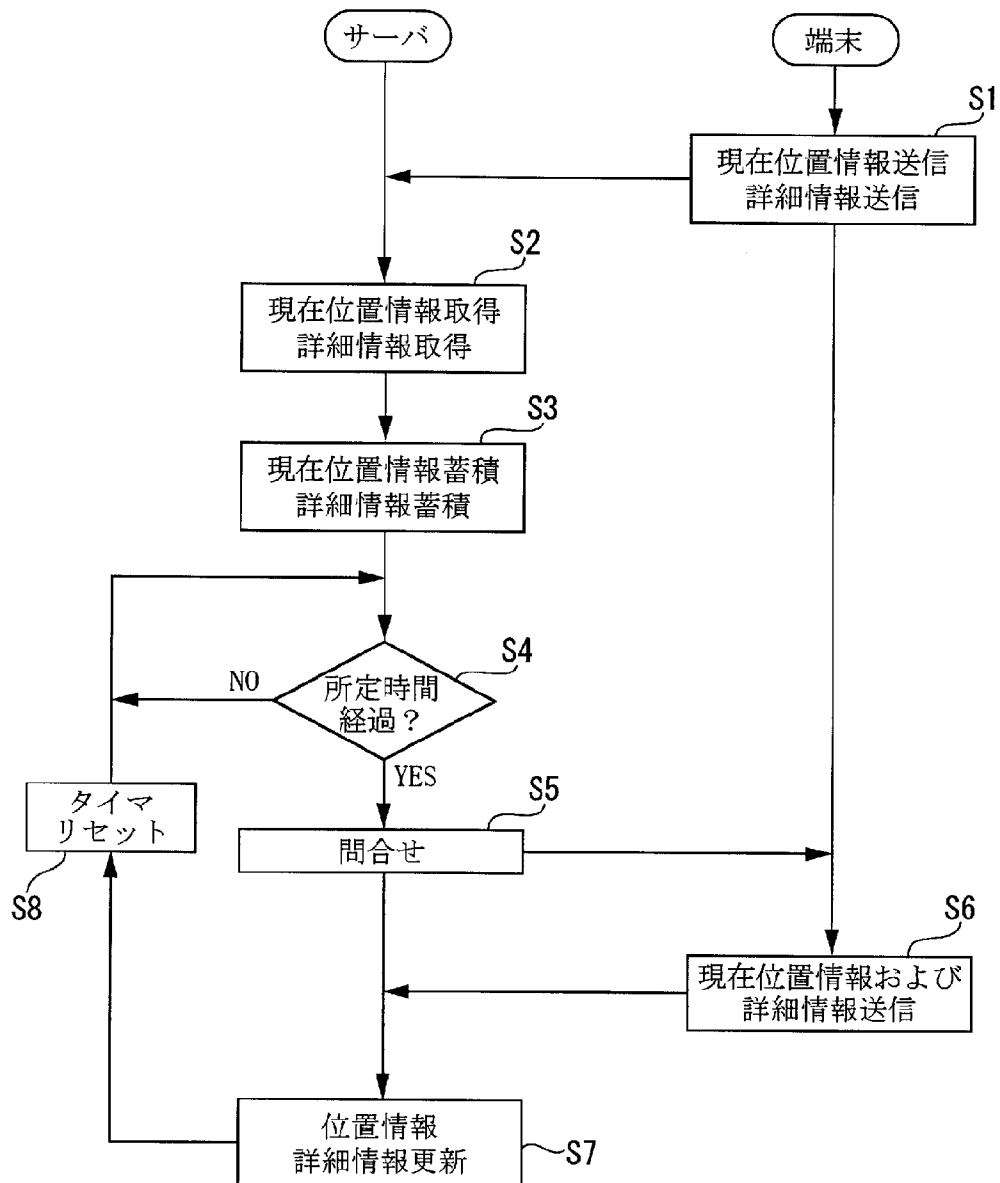 サーバ
端末
S1
現在位置情報送信
詳細情報送信
S2
現在位置情報取得
詳細情報取得
S3
現在位置情報蓄積
詳細情報蓄積
S4
NO
所定時間
経過?
YES
タイマ
リセット
S8
S5
問合せ
S6
現在位置情報および
詳細情報送信
位置情報
詳細情報更新
S7